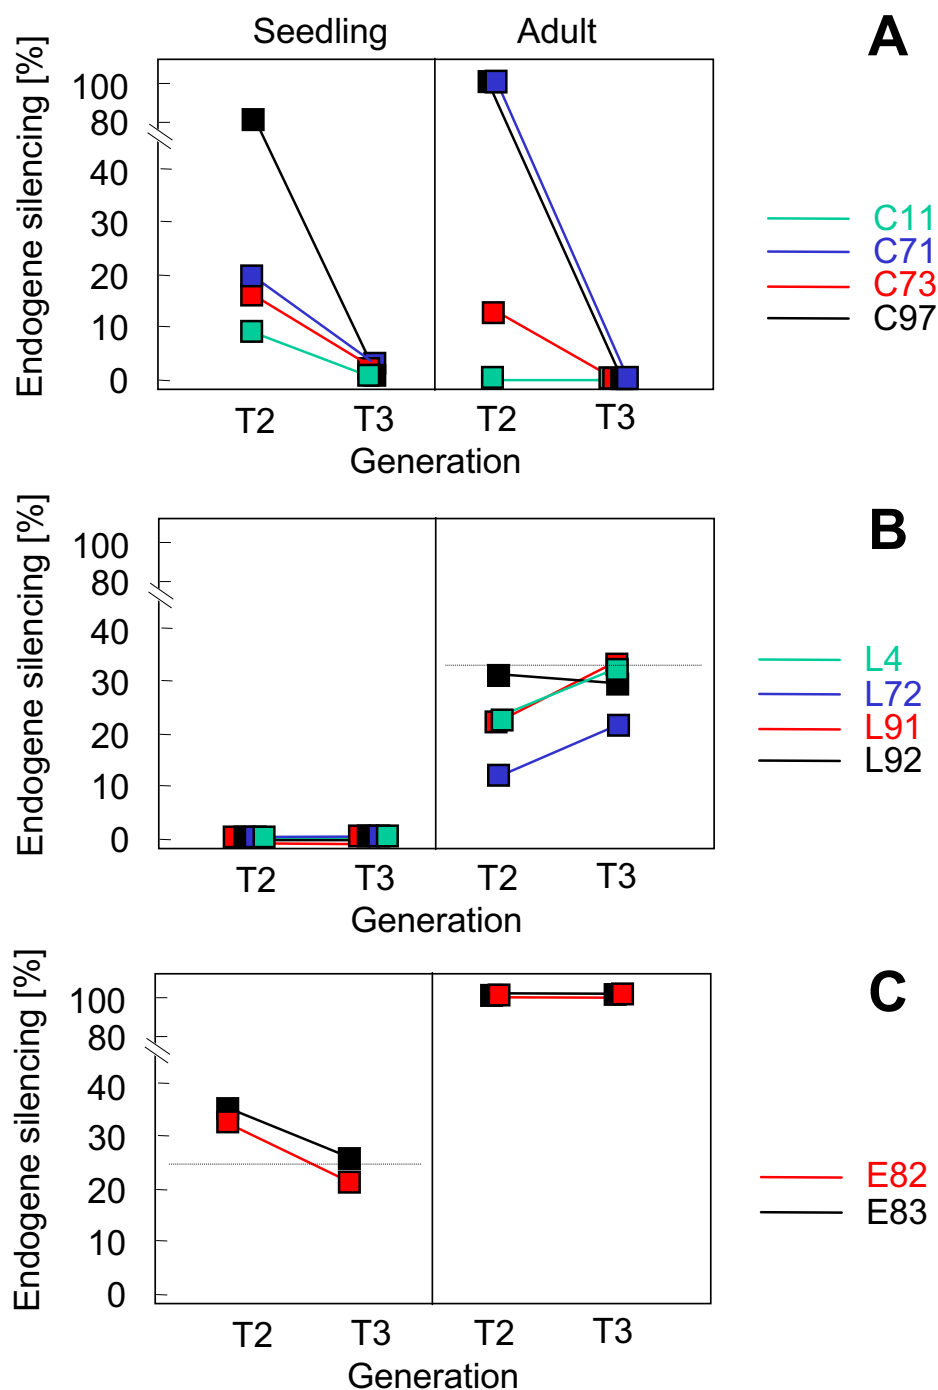 Seedling Adult A
Endogene silencing [%]
100
80
40
30
20
10
0
C11
C71
C73
C97
T2 T3 T2 T3
Generation
B
Endogene silencing [%]
100
80
40
30
20
10
0
L4
L72
L91
L92
T2 T3 T2 T3
Generation
C
Endogene silencing [%]
100
80
40
30
20
10
0
E82
E83
T2 T3 T2 T3
Generation